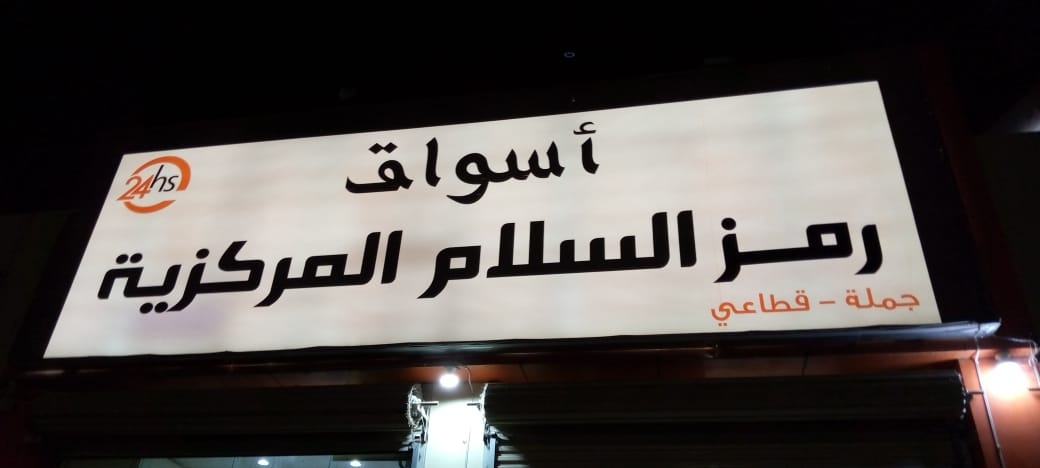 أسواق
24hs
رمز السلام المركزية
جملة - قطاعي